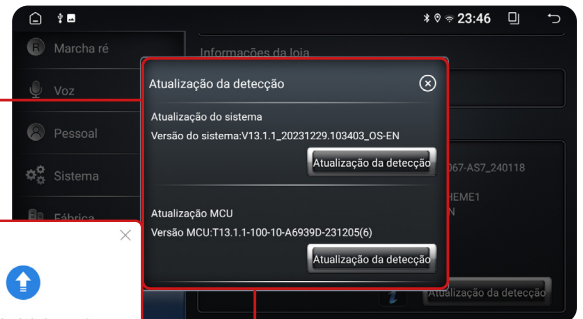 23:46
Marcha ré
Informações da loja
Voz
Pessoal
Sistema
Fábrica
Atualização da detecção
Atualização do sistema
Versão do sistema:V13.1.1_20231229.103403_OS-EN
Atualização da detecção
Atualização MCU
Versão MCU:T13.1.1-100-10-A6939D-231205(6)
Atualização da detecção
067-AS7_240118
HEME1
N
Atualização da detecção